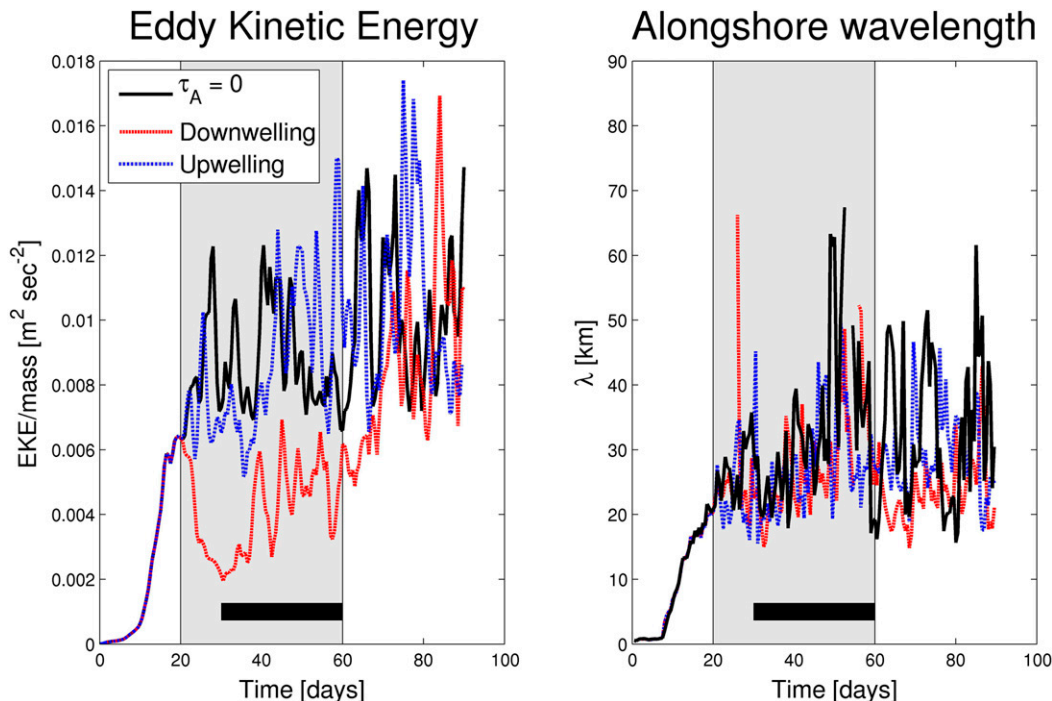 Eddy Kinetic Energy
EKE/mass [m² sec⁻²]
0.018
0.016
0.014
0.012
0.01
0.008
0.006
0.004
0.002
0
τ_A = 0
Downwelling
Upwelling
0 20 40 60 80 100
Time [days]
Alongshore wavelength
λ [km]
90
80
70
60
50
40
30
20
10
0
0 20 40 60 80 100
Time [days]